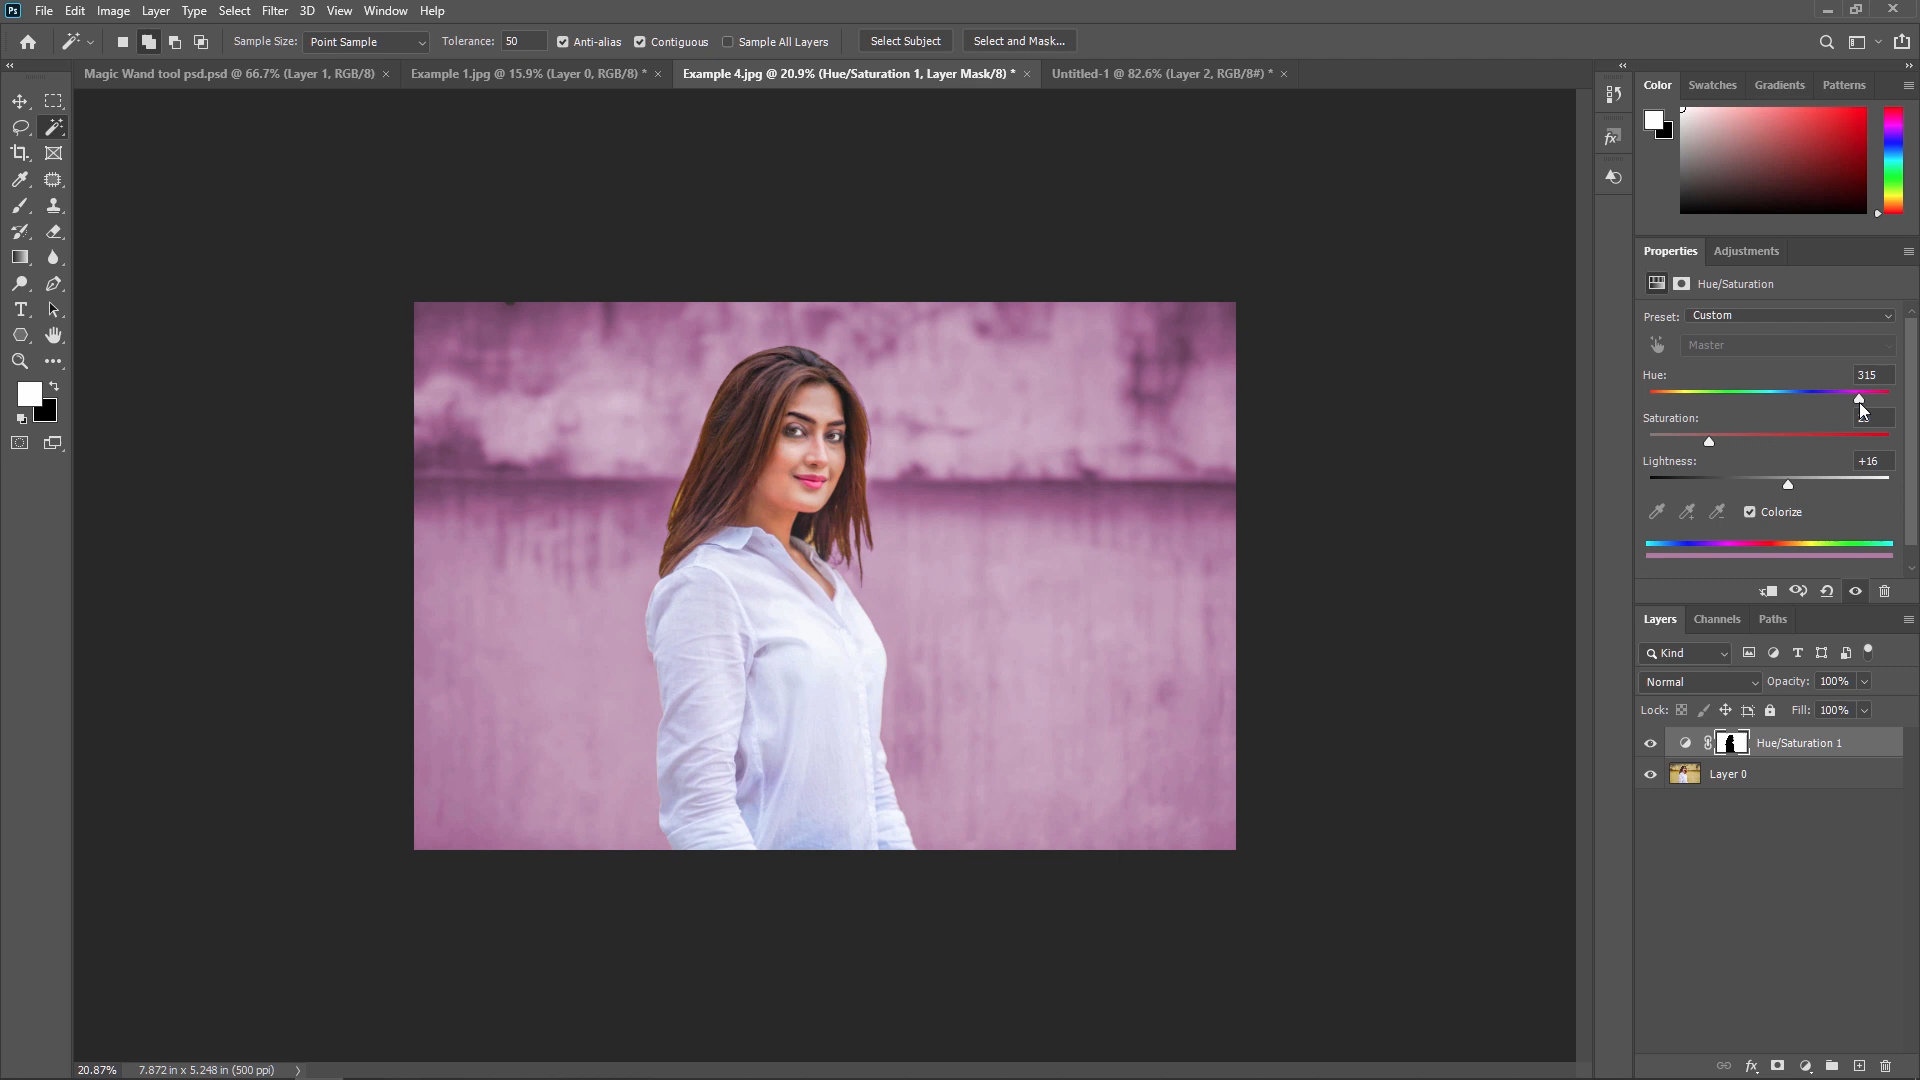 Ps File Edit Image Layer Type Select Filter 3D View Window Help
Sample Size: Point Sample Tolerance: 50 Anti-alias Contiguous Sample All Layers Select Subject Select and Mask...
Magic Wand tool psd.psd @ 66.7% (Layer 1, RGB/8) × Example 1.jpg @ 15.9% (Layer 0, RGB/8) * × Example 4.jpg @ 20.9% (Hue/Saturation 1, Layer Mask/8) * × Untitled-1 @ 82.6% (Layer 2, RGB/8#) * ×
Color Swatches Gradients Patterns
Properties Adjustments
Hue/Saturation
Preset: Custom
Master
Hue: 315
Saturation:
Lightness: +16
Colorize
Layers Channels Paths
Kind
Normal Opacity: 100%
Lock: Fill: 100%
Hue/Saturation 1
Layer 0
20.87% 7.872 in x 5.248 in (500 ppi)